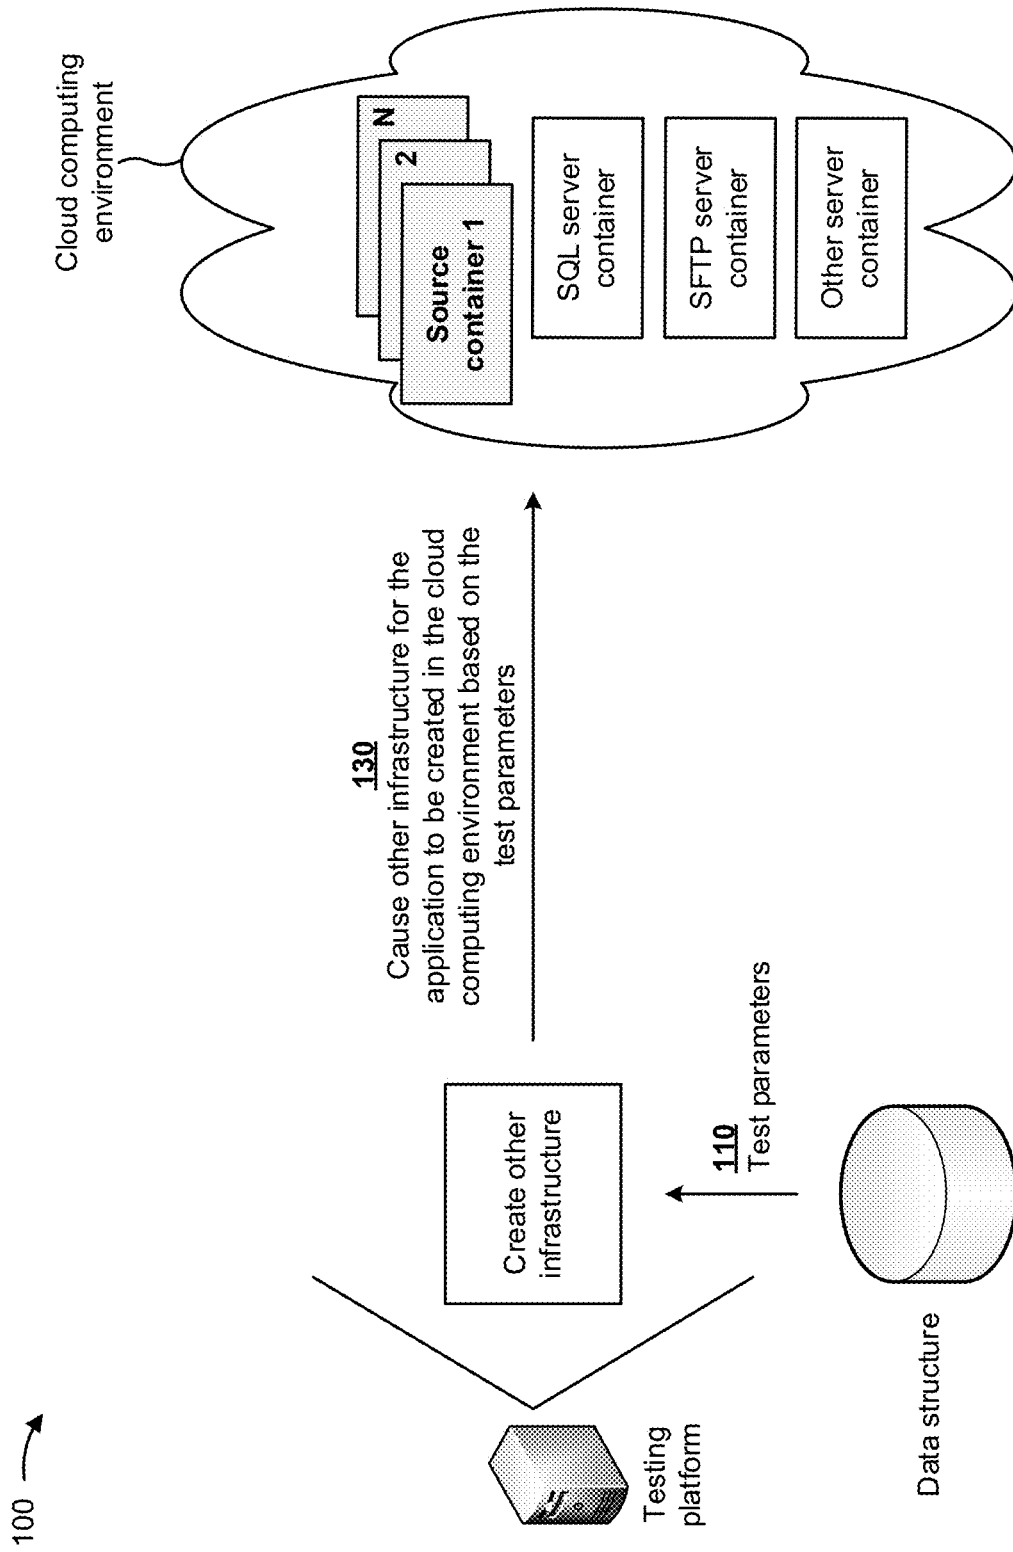 100
Testing
platform
Create other
infrastructure
110
Test parameters
Data structure
130
Cause other infrastructure for the
application to be created in the cloud
computing environment based on the
test parameters
Cloud computing
environment
N
2
Source
container 1
SQL server
container
SFTP server
container
Other server
container